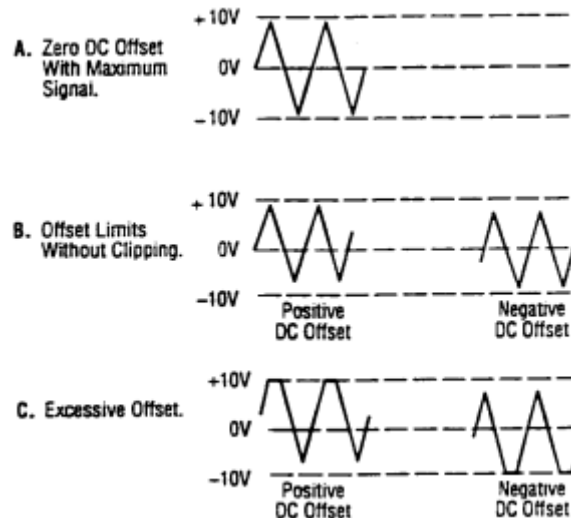 +10V
A. Zero DC Offset
With Maximum
Signal.
0V
−10V
+10V
B. Offset Limits
Without Clipping.
0V
−10V
Positive
DC Offset
Negative
DC Offset
+10V
C. Excessive Offset.
0V
−10V
Positive
DC Offset
Negative
DC Offset